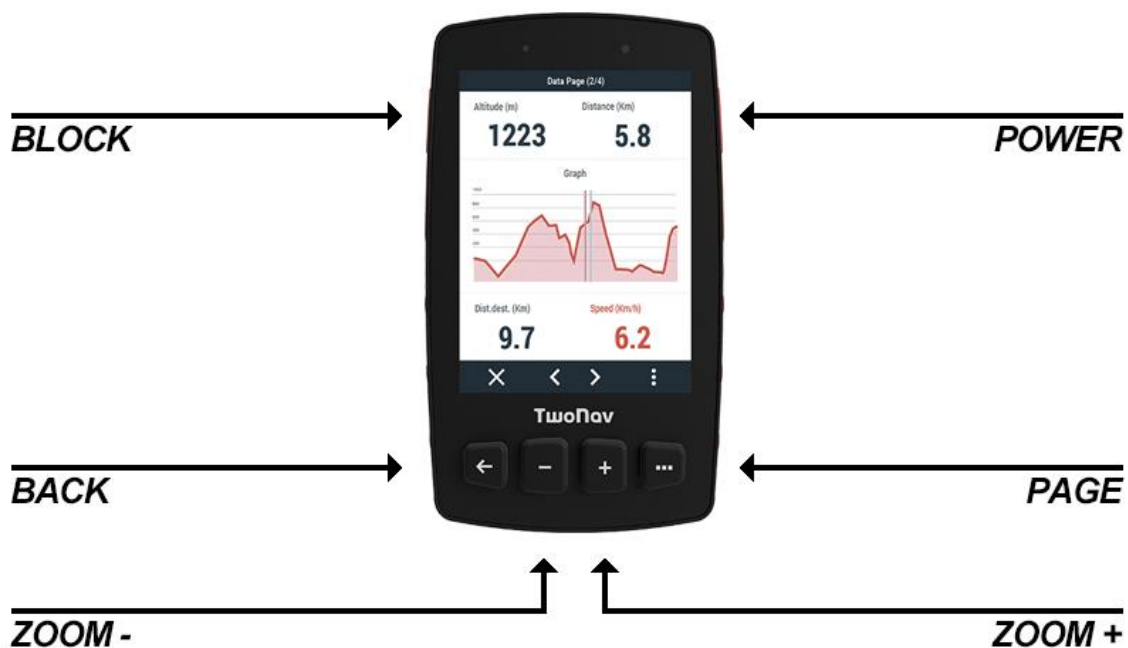 Data Page (2/4)
Altitude (m) Distance (Km)
1223 5.8
BLOCK POWER
Graph
Dist.dest. (Km) Speed (Km/h)
9.7 6.2
TwoNav
BACK PAGE
ZOOM - ZOOM +